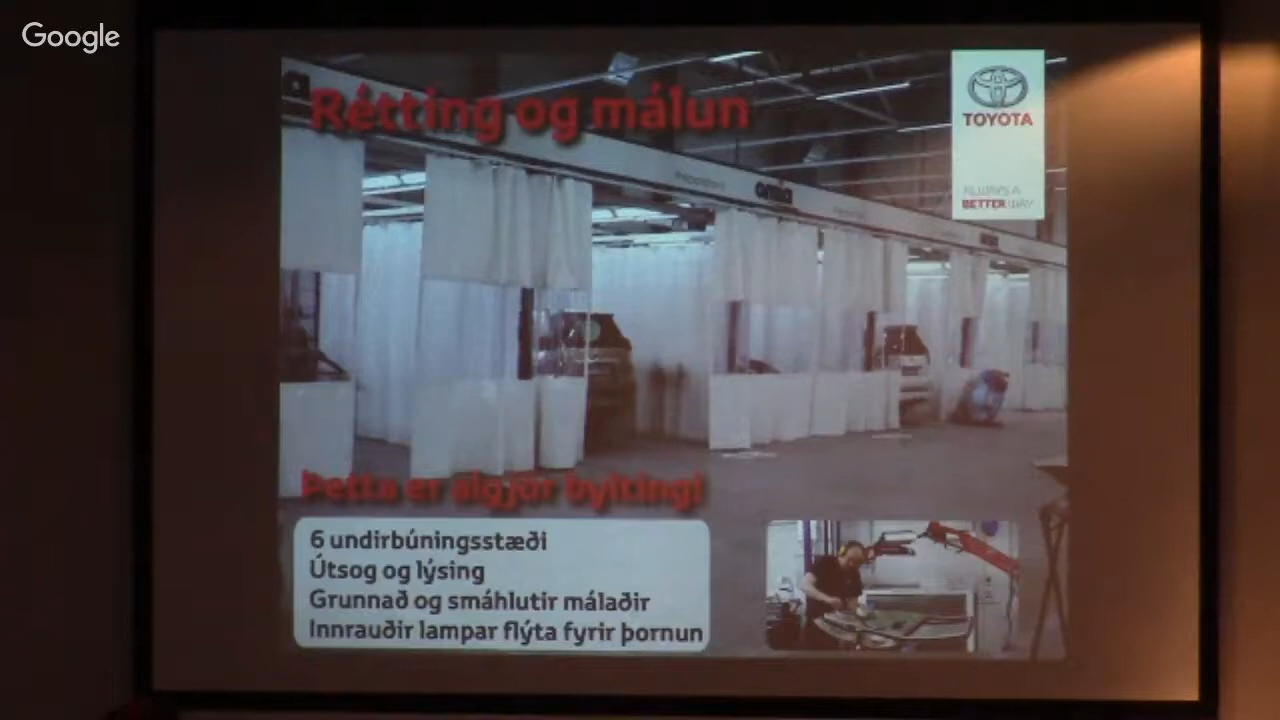 Google
Rétting og málun
TOYOTA
ALWAYS A
BETTER WAY
Þetta er algjör bylting!
6 undirbúningsstæði
Útsog og lýsing
Grunnað og smáhlutir málaðir
Innrauðir lampar flýta fyrir þornun